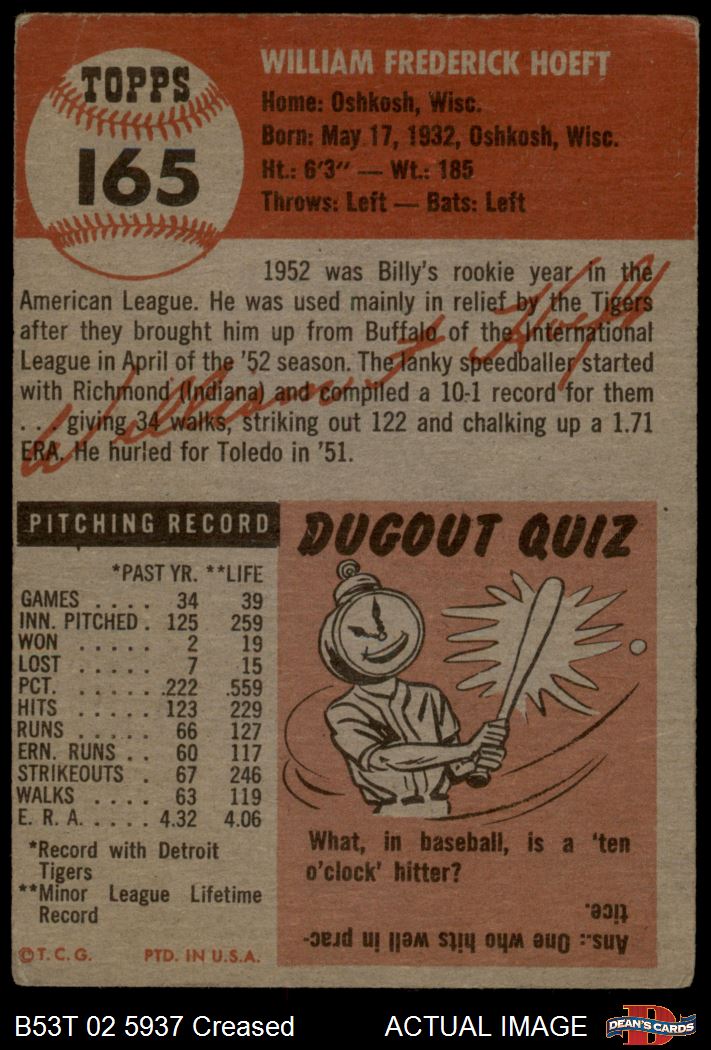 TOPPS
165
WILLIAM FREDERICK HOEFT
Home: Oshkosh, Wisc.
Born: May 17, 1932, Oshkosh, Wisc.
Ht.: 6'3" — Wt.: 185
Throws: Left — Bats: Left
1952 was Billy's rookie year in the
American League. He was used mainly in relief by the Tigers
after they brought him up from Buffalo of the International
League in April of the '52 season. The lanky speedballer started
with Richmond (Indiana) and compiled a 10-1 record for them
. . . giving 34 walks, striking out 122 and chalking up a 1.71
ERA. He hurled for Toledo in '51.
William F. Hoeft
PITCHING RECORD
*PAST YR. **LIFE
GAMES . . . . 34 39
INN. PITCHED . 125 259
WON . . . . . 2 19
LOST . . . . . 7 15
PCT. . . . . . .222 .559
HITS . . . . . 123 229
RUNS . . . . . 66 127
ERN. RUNS . . 60 117
STRIKEOUTS . 67 246
WALKS . . . . 63 119
E. R. A. . . . . 4.32 4.06
*Record with Detroit
Tigers
**Minor League Lifetime
Record
©T. C. G. PTD. IN U.S.A.
DUGOUT QUIZ
What, in baseball, is a 'ten
o'clock' hitter?
Ans.: One who hits well in prac-
tice.
B53T 02 5937 Creased ACTUAL IMAGE
DEAN'S CARDS